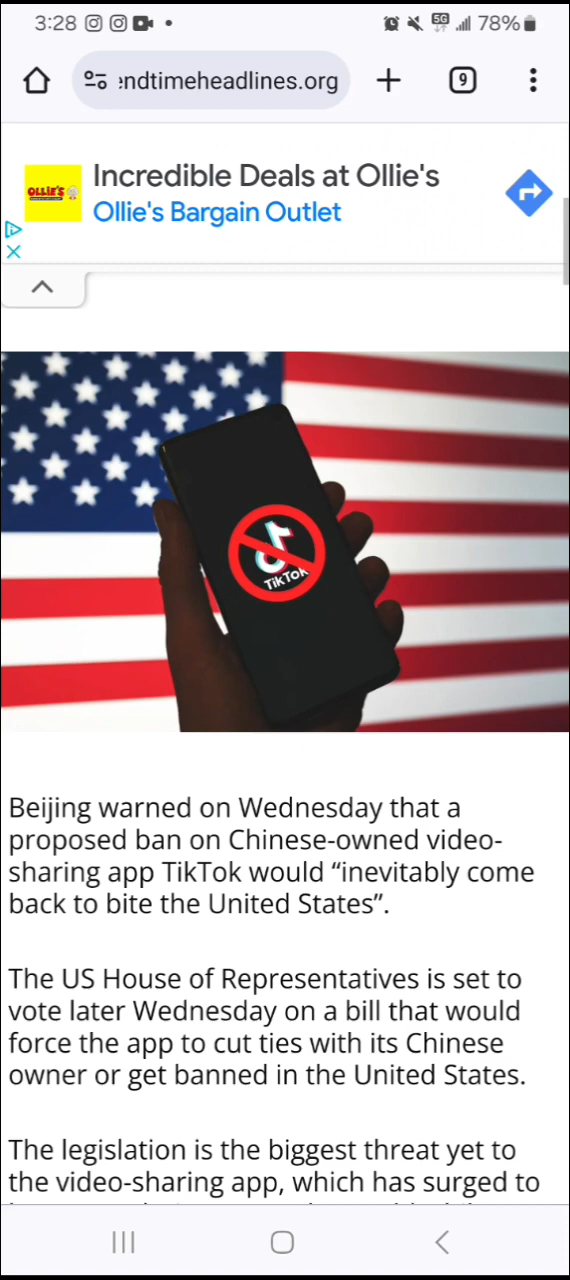 3:28
5G
78%
endtimeheadlines.org
9
OLLIE'S
Incredible Deals at Ollie's
Ollie's Bargain Outlet
TikTok
Beijing warned on Wednesday that a
proposed ban on Chinese-owned video-
sharing app TikTok would “inevitably come
back to bite the United States”.
The US House of Representatives is set to
vote later Wednesday on a bill that would
force the app to cut ties with its Chinese
owner or get banned in the United States.
The legislation is the biggest threat yet to
the video-sharing app, which has surged to